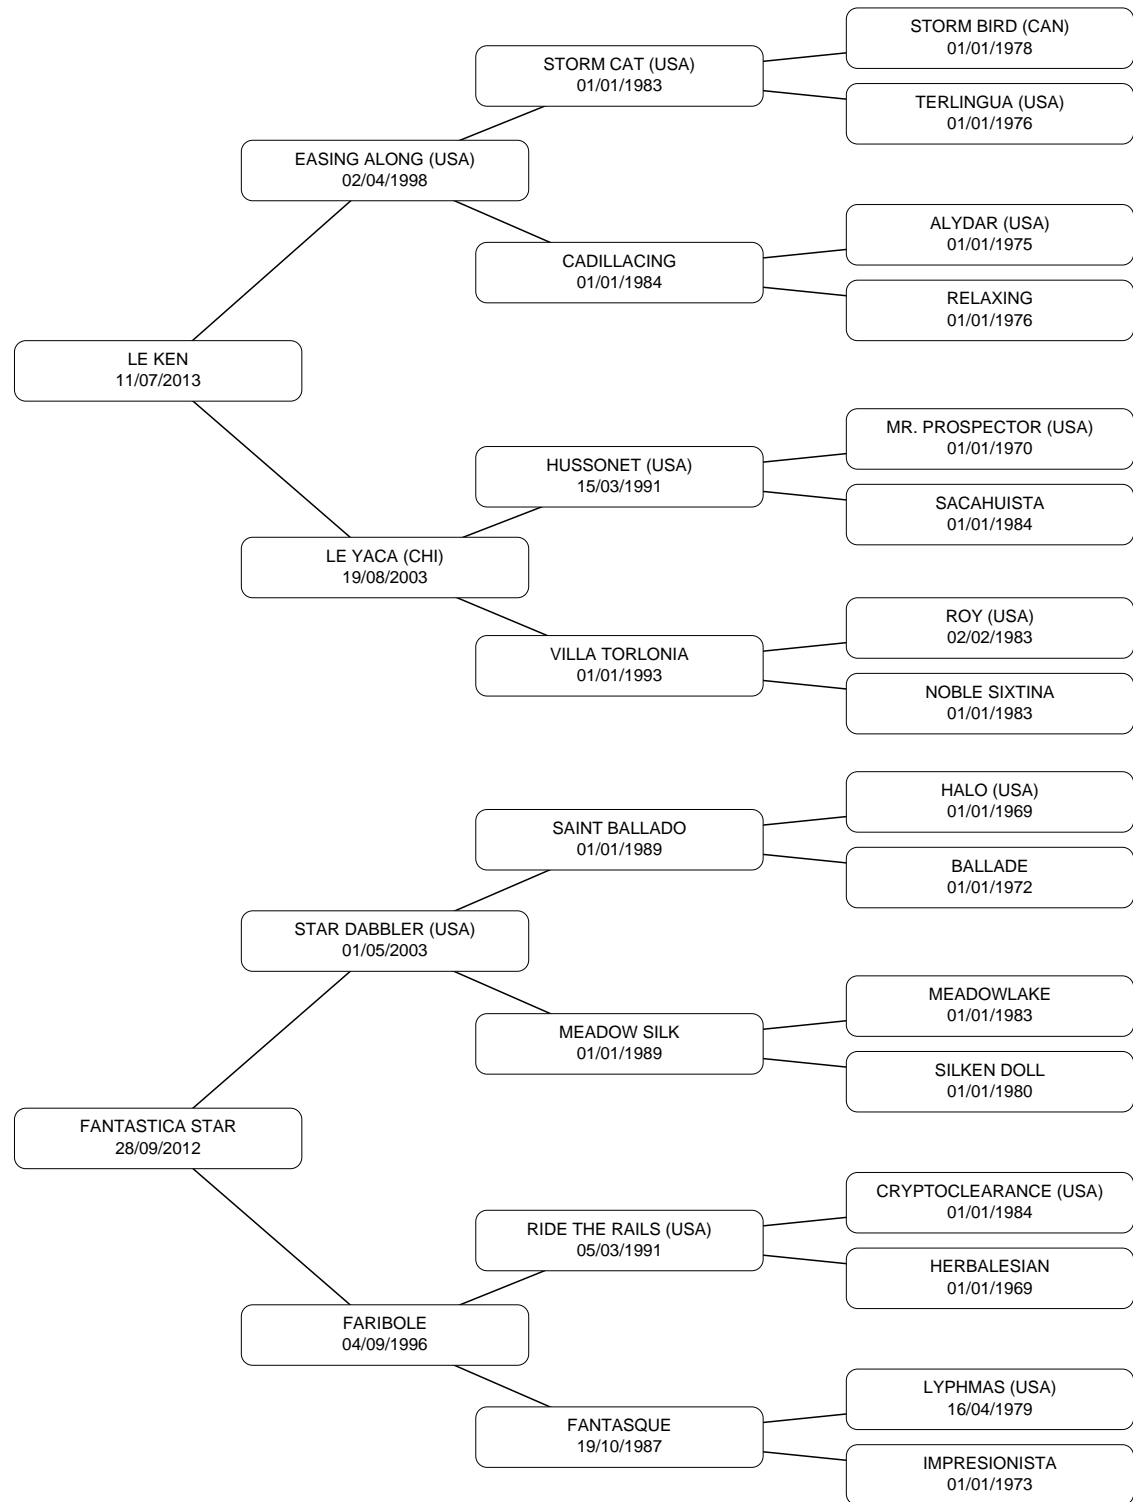 STORM BIRD (CAN)
01/01/1978
STORM CAT (USA)
01/01/1983
TERLINGUA (USA)
01/01/1976
EASING ALONG (USA)
02/04/1998
ALYDAR (USA)
01/01/1975
CADILLACING
01/01/1984
RELAXING
01/01/1976
LE KEN
11/07/2013
MR. PROSPECTOR (USA)
01/01/1970
HUSSONET (USA)
15/03/1991
SACAHUISTA
01/01/1984
LE YACA (CHI)
19/08/2003
ROY (USA)
02/02/1983
VILLA TORLONIA
01/01/1993
NOBLE SIXTINA
01/01/1983
HALO (USA)
01/01/1969
SAINT BALLADO
01/01/1989
BALLADE
01/01/1972
STAR DABBLER (USA)
01/05/2003
MEADOWLAKE
01/01/1983
MEADOW SILK
01/01/1989
SILKEN DOLL
01/01/1980
FANTASTICA STAR
28/09/2012
CRYPTOCLEARANCE (USA)
01/01/1984
RIDE THE RAILS (USA)
05/03/1991
HERBALESIAN
01/01/1969
FARIBOLE
04/09/1996
LYPHMAS (USA)
16/04/1979
FANTASQUE
19/10/1987
IMPRESIONISTA
01/01/1973